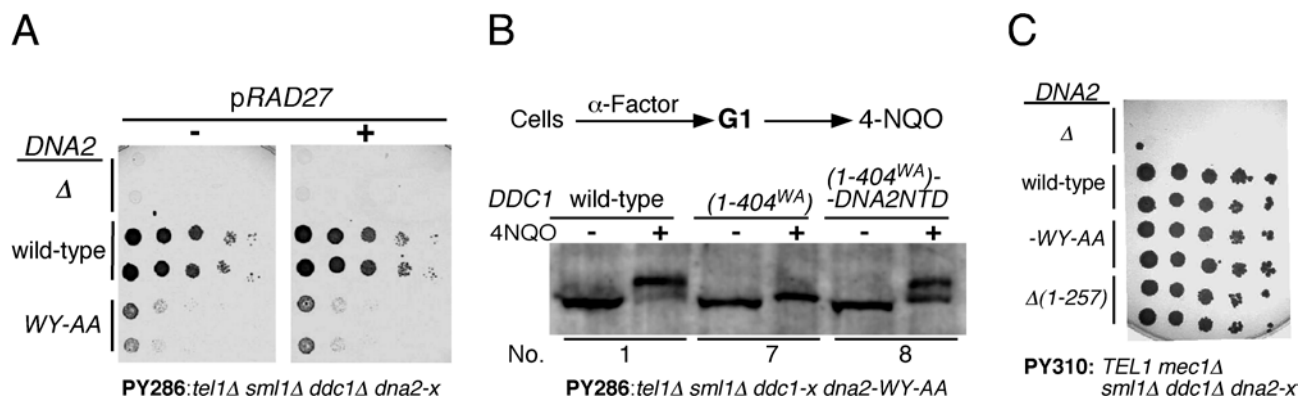 A
pRAD27
- +
DNA2
Δ
wild-type
WY-AA
PY286:tel1Δ sml1Δ ddc1Δ dna2-x
B
Cells α-Factor G1 4-NQO
DDC1 wild-type (1-404WA) (1-404WA)-
-DNA2NTD
4NQO - + - + - +
No. 1 7 8
PY286:tel1Δ sml1Δ ddc1-x dna2-WY-AA
C
DNA2
Δ
wild-type
-WY-AA
Δ(1-257)
PY310: TEL1 mec1Δ
sml1Δ ddc1Δ dna2-x